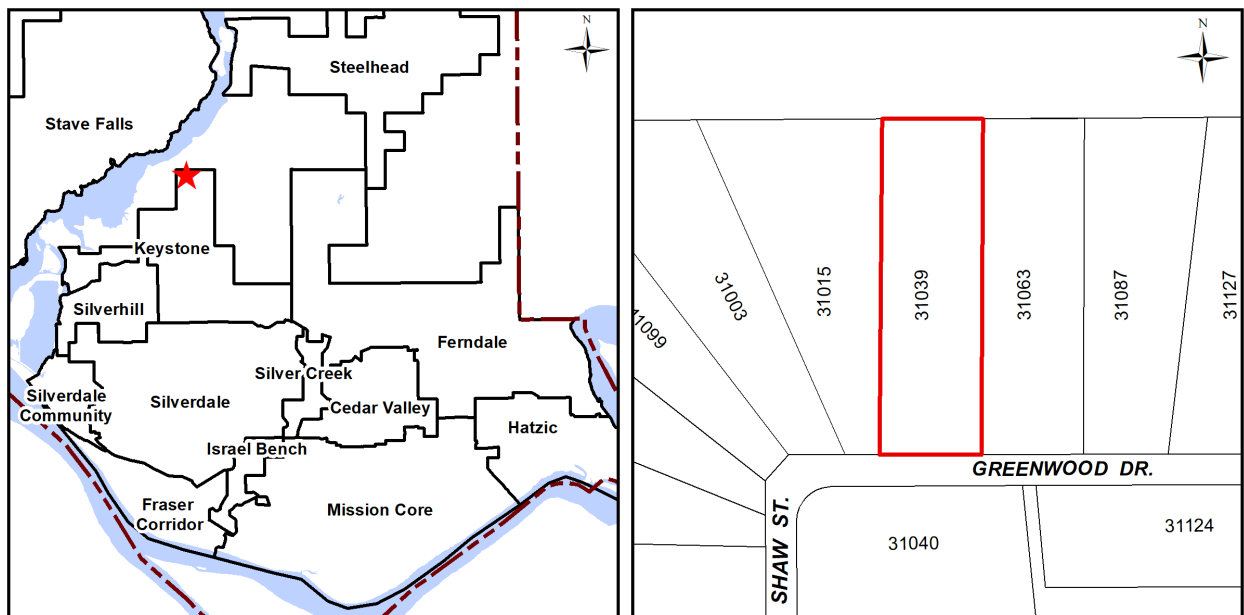 N
Steelhead
Stave Falls
Keystone
Silverhill
Ferndale
Silver Creek
Silverdale
Community
Silverdale
Cedar Valley
Hatzic
Israel Bench
Fraser
Corridor
Mission Core
N
31099
31003
31015
31039
31063
31087
31127
GREENWOOD DR.
SHAW ST.
31040
31124